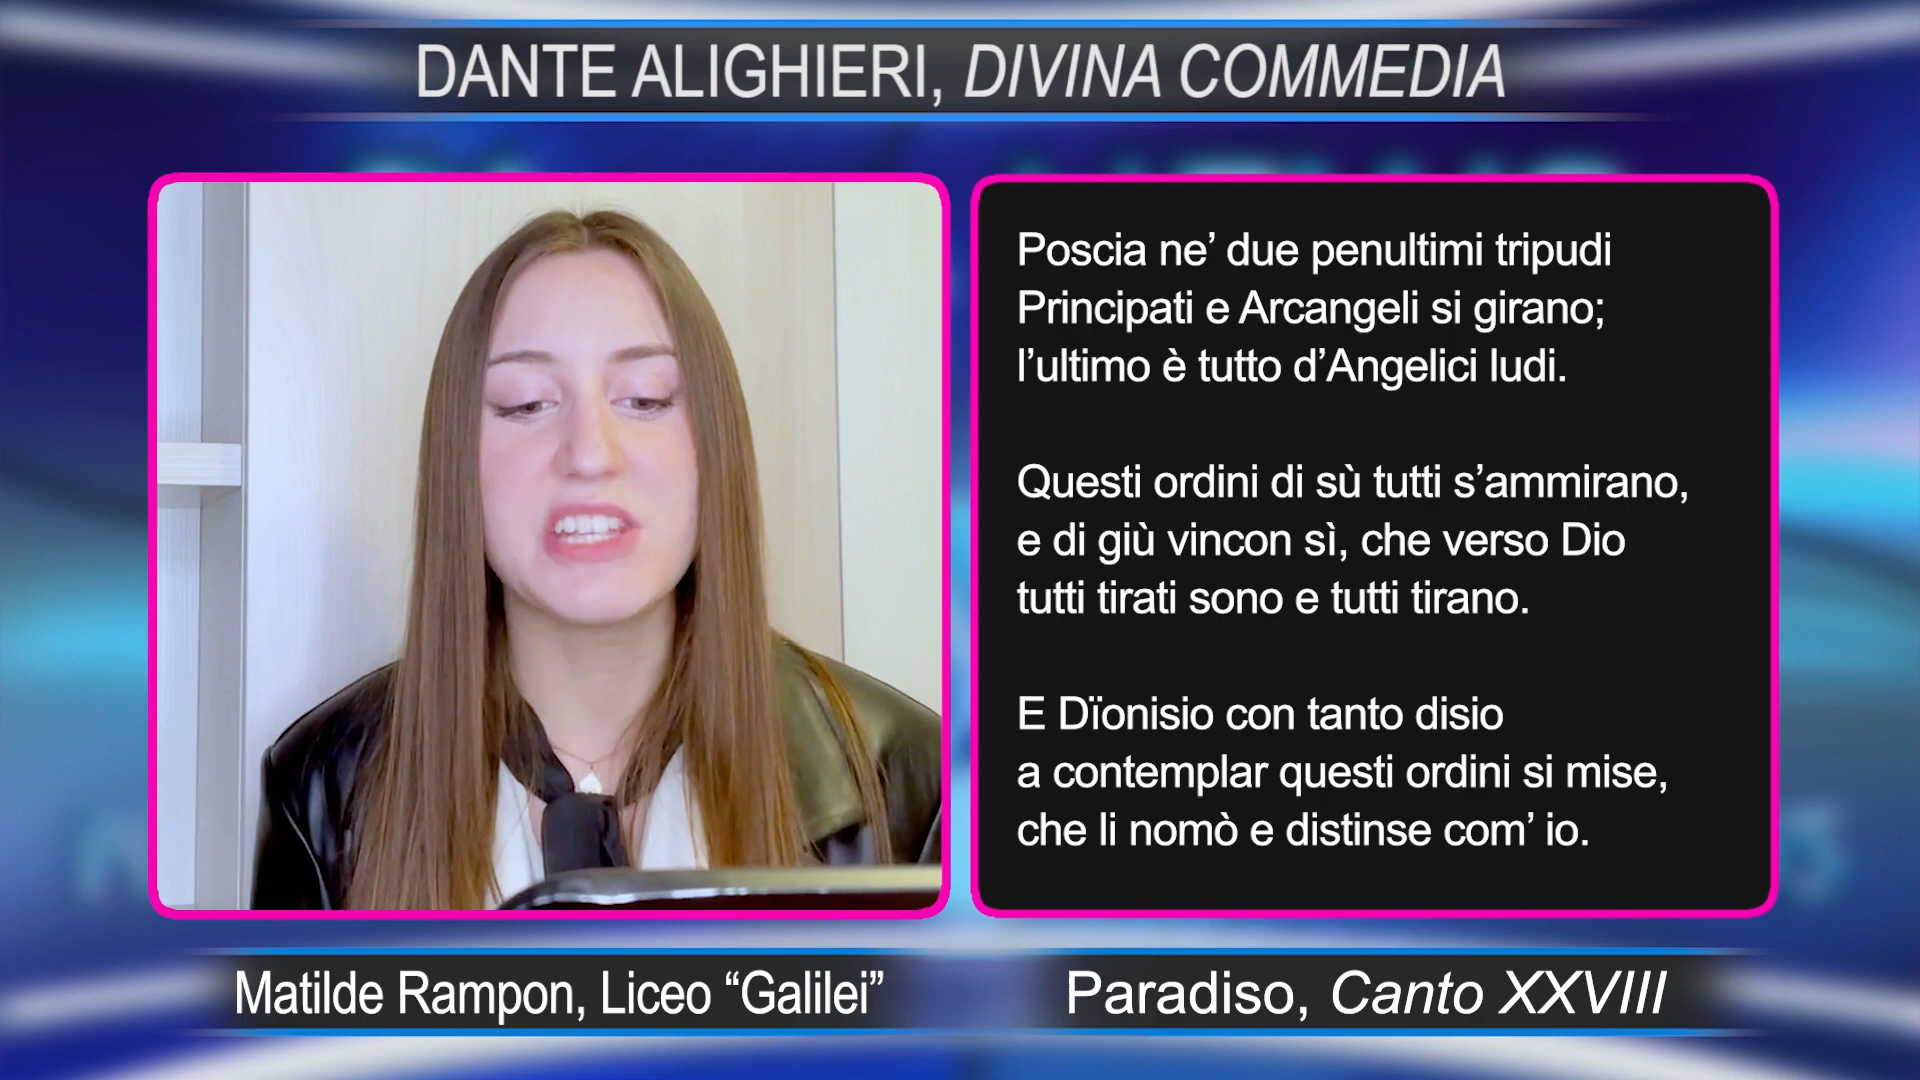 DANTE ALIGHIERI, DIVINA COMMEDIA
Poscia ne’ due penultimi tripudi
Principati e Arcangeli si girano;
l’ultimo è tutto d’Angelici ludi.
Questi ordini di sù tutti s’ammirano,
e di giù vincon sì, che verso Dio
tutti tirati sono e tutti tirano.
E Dïonisio con tanto disio
a contemplar questi ordini si mise,
che li nomò e distinse com’ io.
Matilde Rampon, Liceo “Galilei”
Paradiso, Canto XXVIII